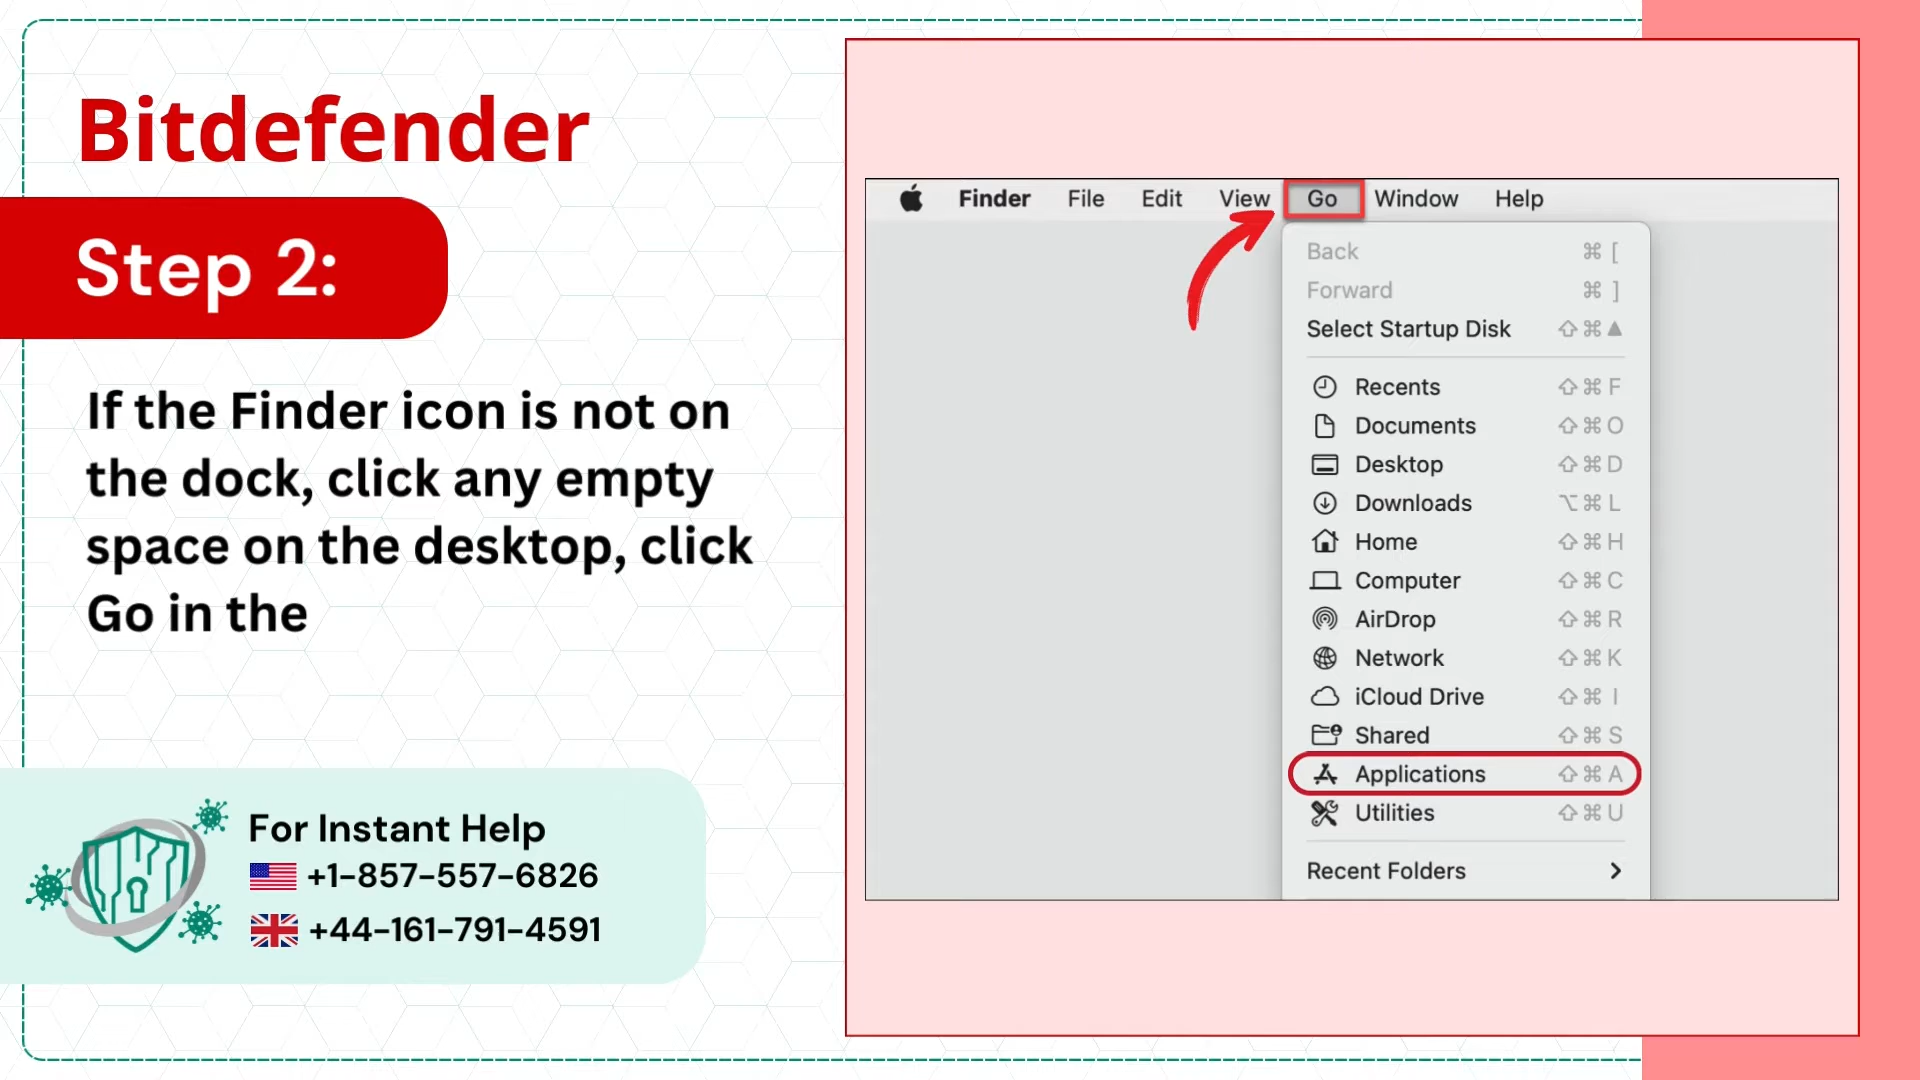 Bitdefender
Step 2:
If the Finder icon is not on
the dock, click any empty
space on the desktop, click
Go in the
For Instant Help
+1-857-557-6826
+44-161-791-4591
Finder File Edit View Go Window Help
Back ⌘ [
Forward ⌘ ]
Select Startup Disk ⇧⌘▲
Recents ⇧⌘F
Documents ⇧⌘O
Desktop ⇧⌘D
Downloads ⌥⌘L
Home ⇧⌘H
Computer ⇧⌘C
AirDrop ⇧⌘R
Network ⇧⌘K
iCloud Drive ⇧⌘I
Shared ⇧⌘S
Applications ⇧⌘A
Utilities ⇧⌘U
Recent Folders